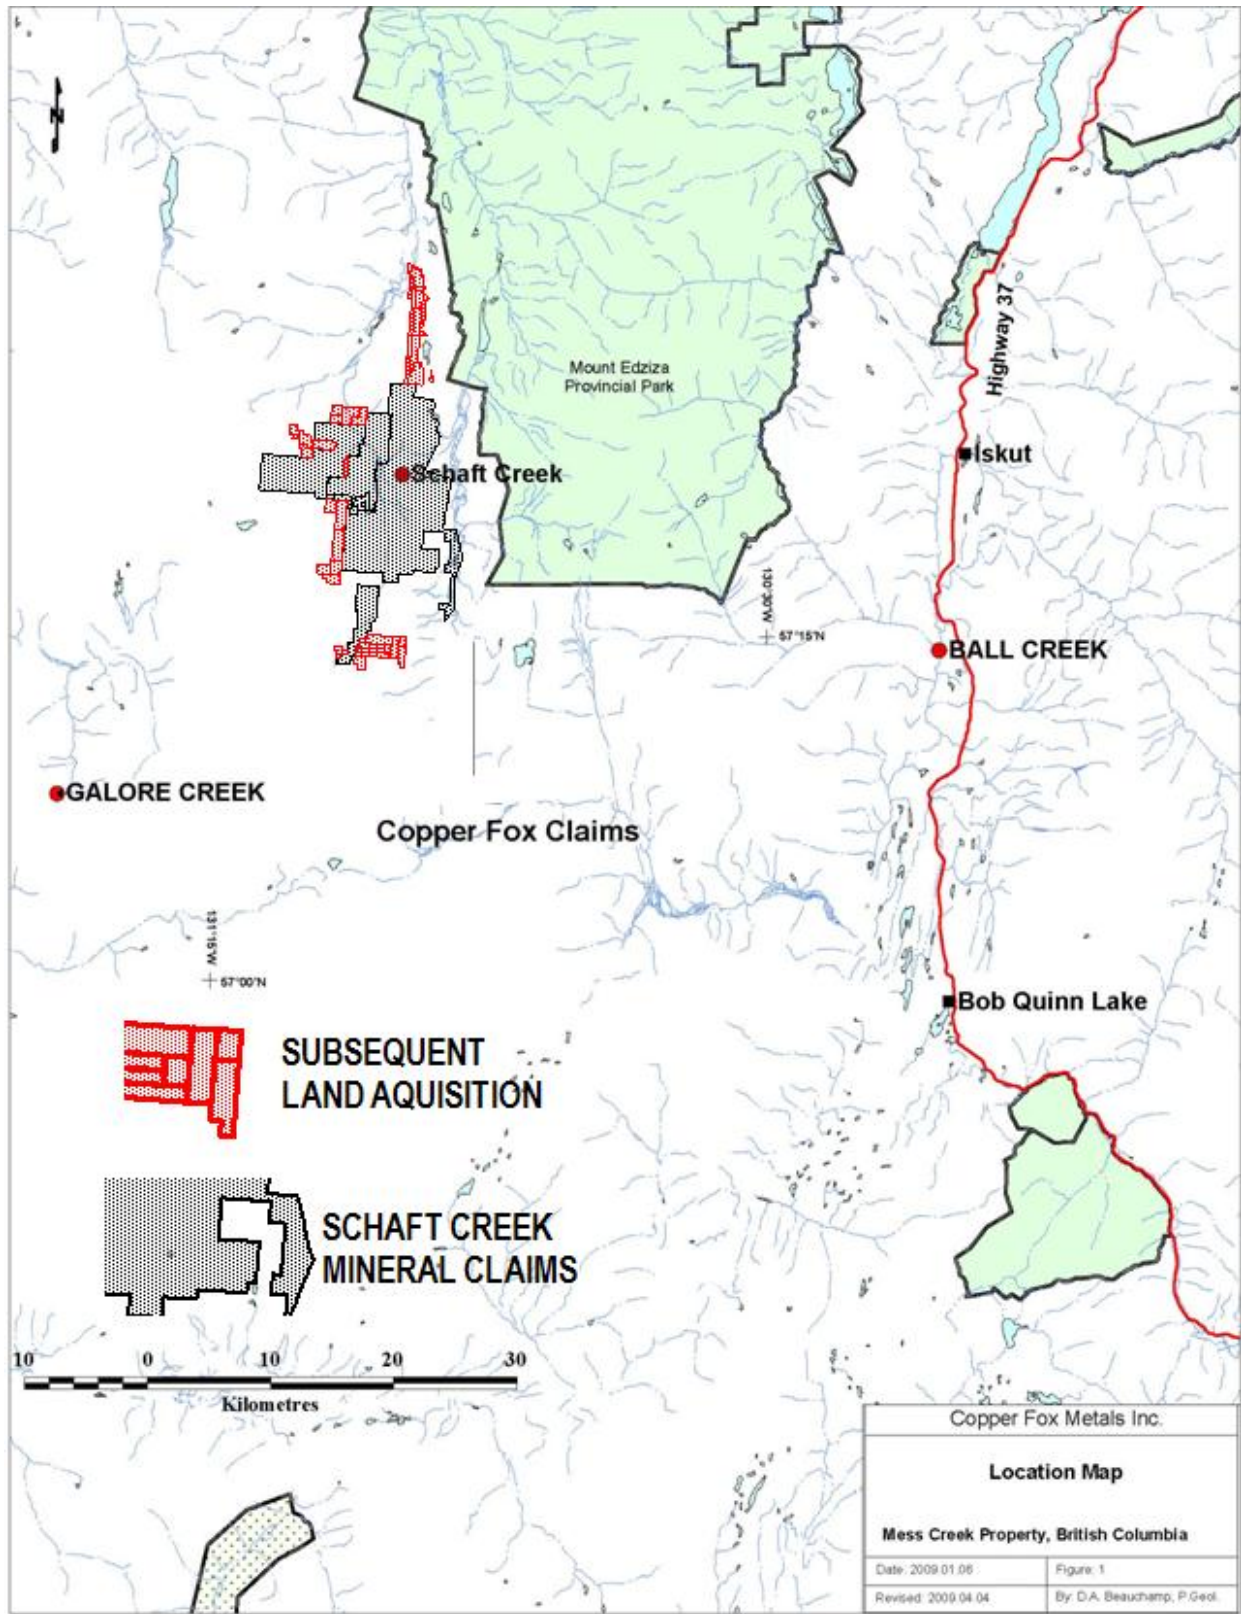 N
Mount Edziza
Provincial Park
Highway 37
Iskut
Schaft Creek
130°30'W
57°15'N
BALL CREEK
GALORE CREEK
Copper Fox Claims
131°15'W
57°00'N
Bob Quinn Lake
SUBSEQUENT
LAND AQUISITION
SCHAFT CREEK
MINERAL CLAIMS
10 0 10 20 30
Kilometres
Copper Fox Metals Inc.
Location Map
Mess Creek Property, British Columbia
Date: 2009.01.06
Figure: 1
Revised: 2009.04.04
By: D.A. Beauchamp, P.Geol.